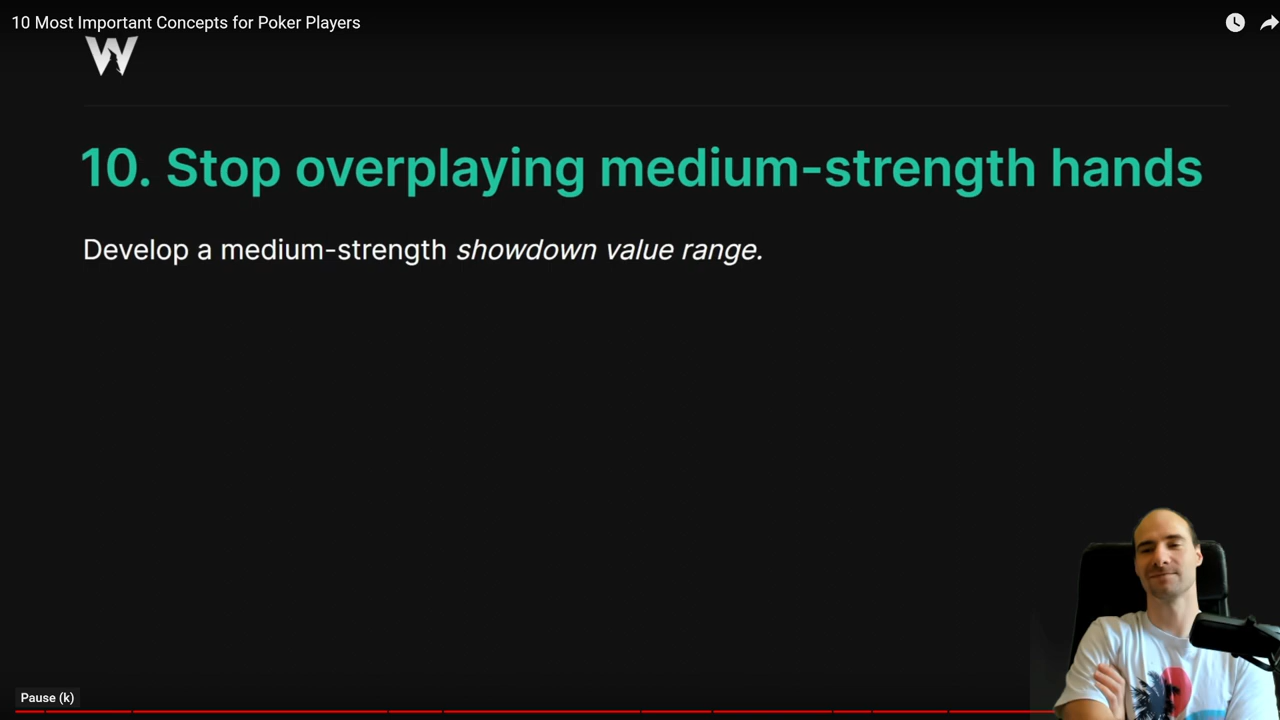 10 Most Important Concepts for Poker Players
W
10. Stop overplaying medium-strength hands
Develop a medium-strength showdown value range.
Pause (k)